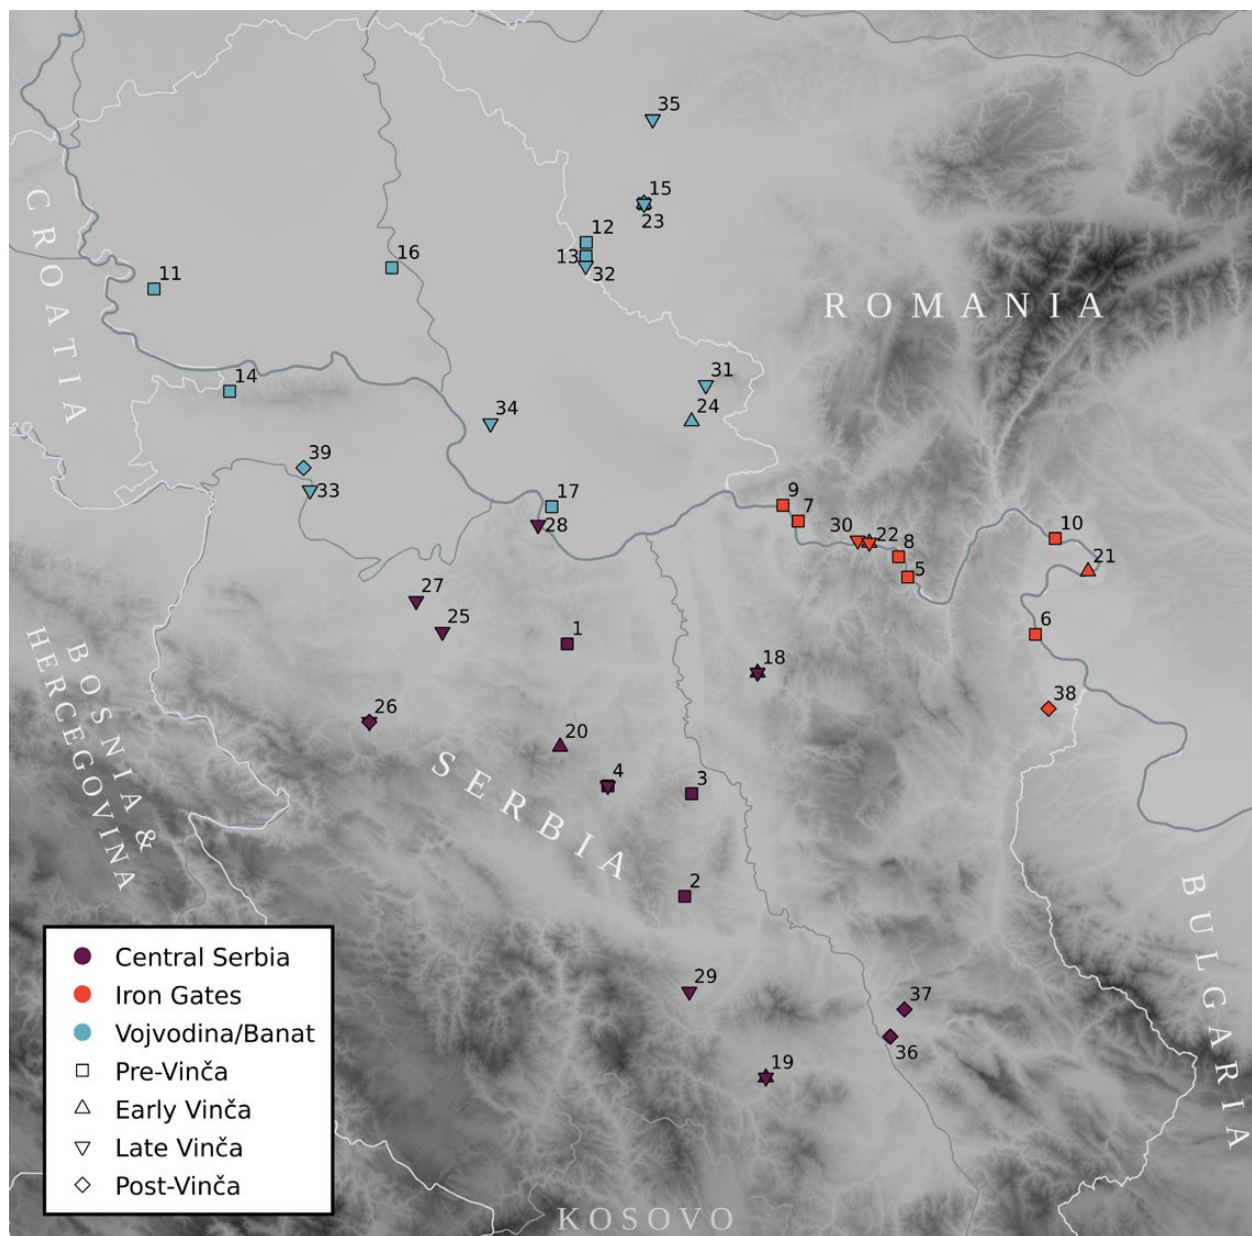 35
15
23
12
13
32
16
11
CROATIA
ROMANIA
14
31
24
34
39
33
17
28
9
7
30
22
8
5
10
21
27
25
1
6
18
38
26
20
4
3
BOSNIA &
HERCEGOVINA
SERBIA
2
BULGARIA
29
37
36
19
Central Serbia
Iron Gates
Vojvodina/Banat
Pre-Vinča
Early Vinča
Late Vinča
Post-Vinča
KOSOVO